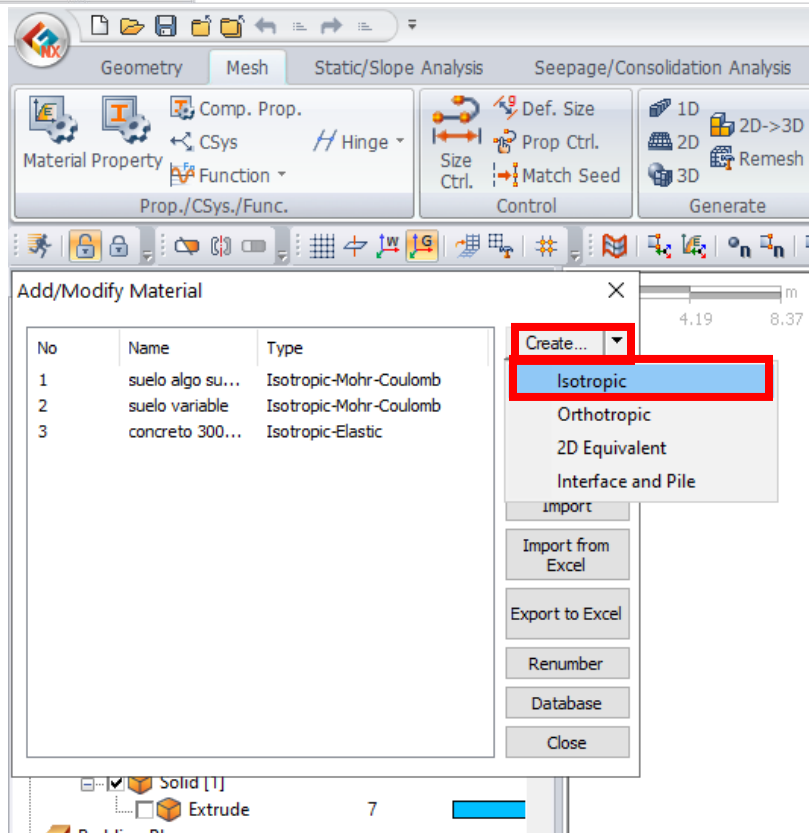 NX
Geometry Mesh Static/Slope Analysis Seepage/Consolidation Analysis
Material Property
Comp. Prop.
CSys
Function
Hinge
Prop./CSys./Func.
Size
Ctrl.
Def. Size
Prop Ctrl.
Match Seed
Control
1D
2D
3D
2D->3D
Remesh
Generate
W G n n
Add/Modify Material
m
4.19 8.37
No Name Type
1 suelo algo su... Isotropic-Mohr-Coulomb
2 suelo variable Isotropic-Mohr-Coulomb
3 concreto 300... Isotropic-Elastic
Create...
Isotropic
Orthotropic
2D Equivalent
Interface and Pile
Import
Import from
Excel
Export to Excel
Renumber
Database
Close
Solid [1]
Extrude 7